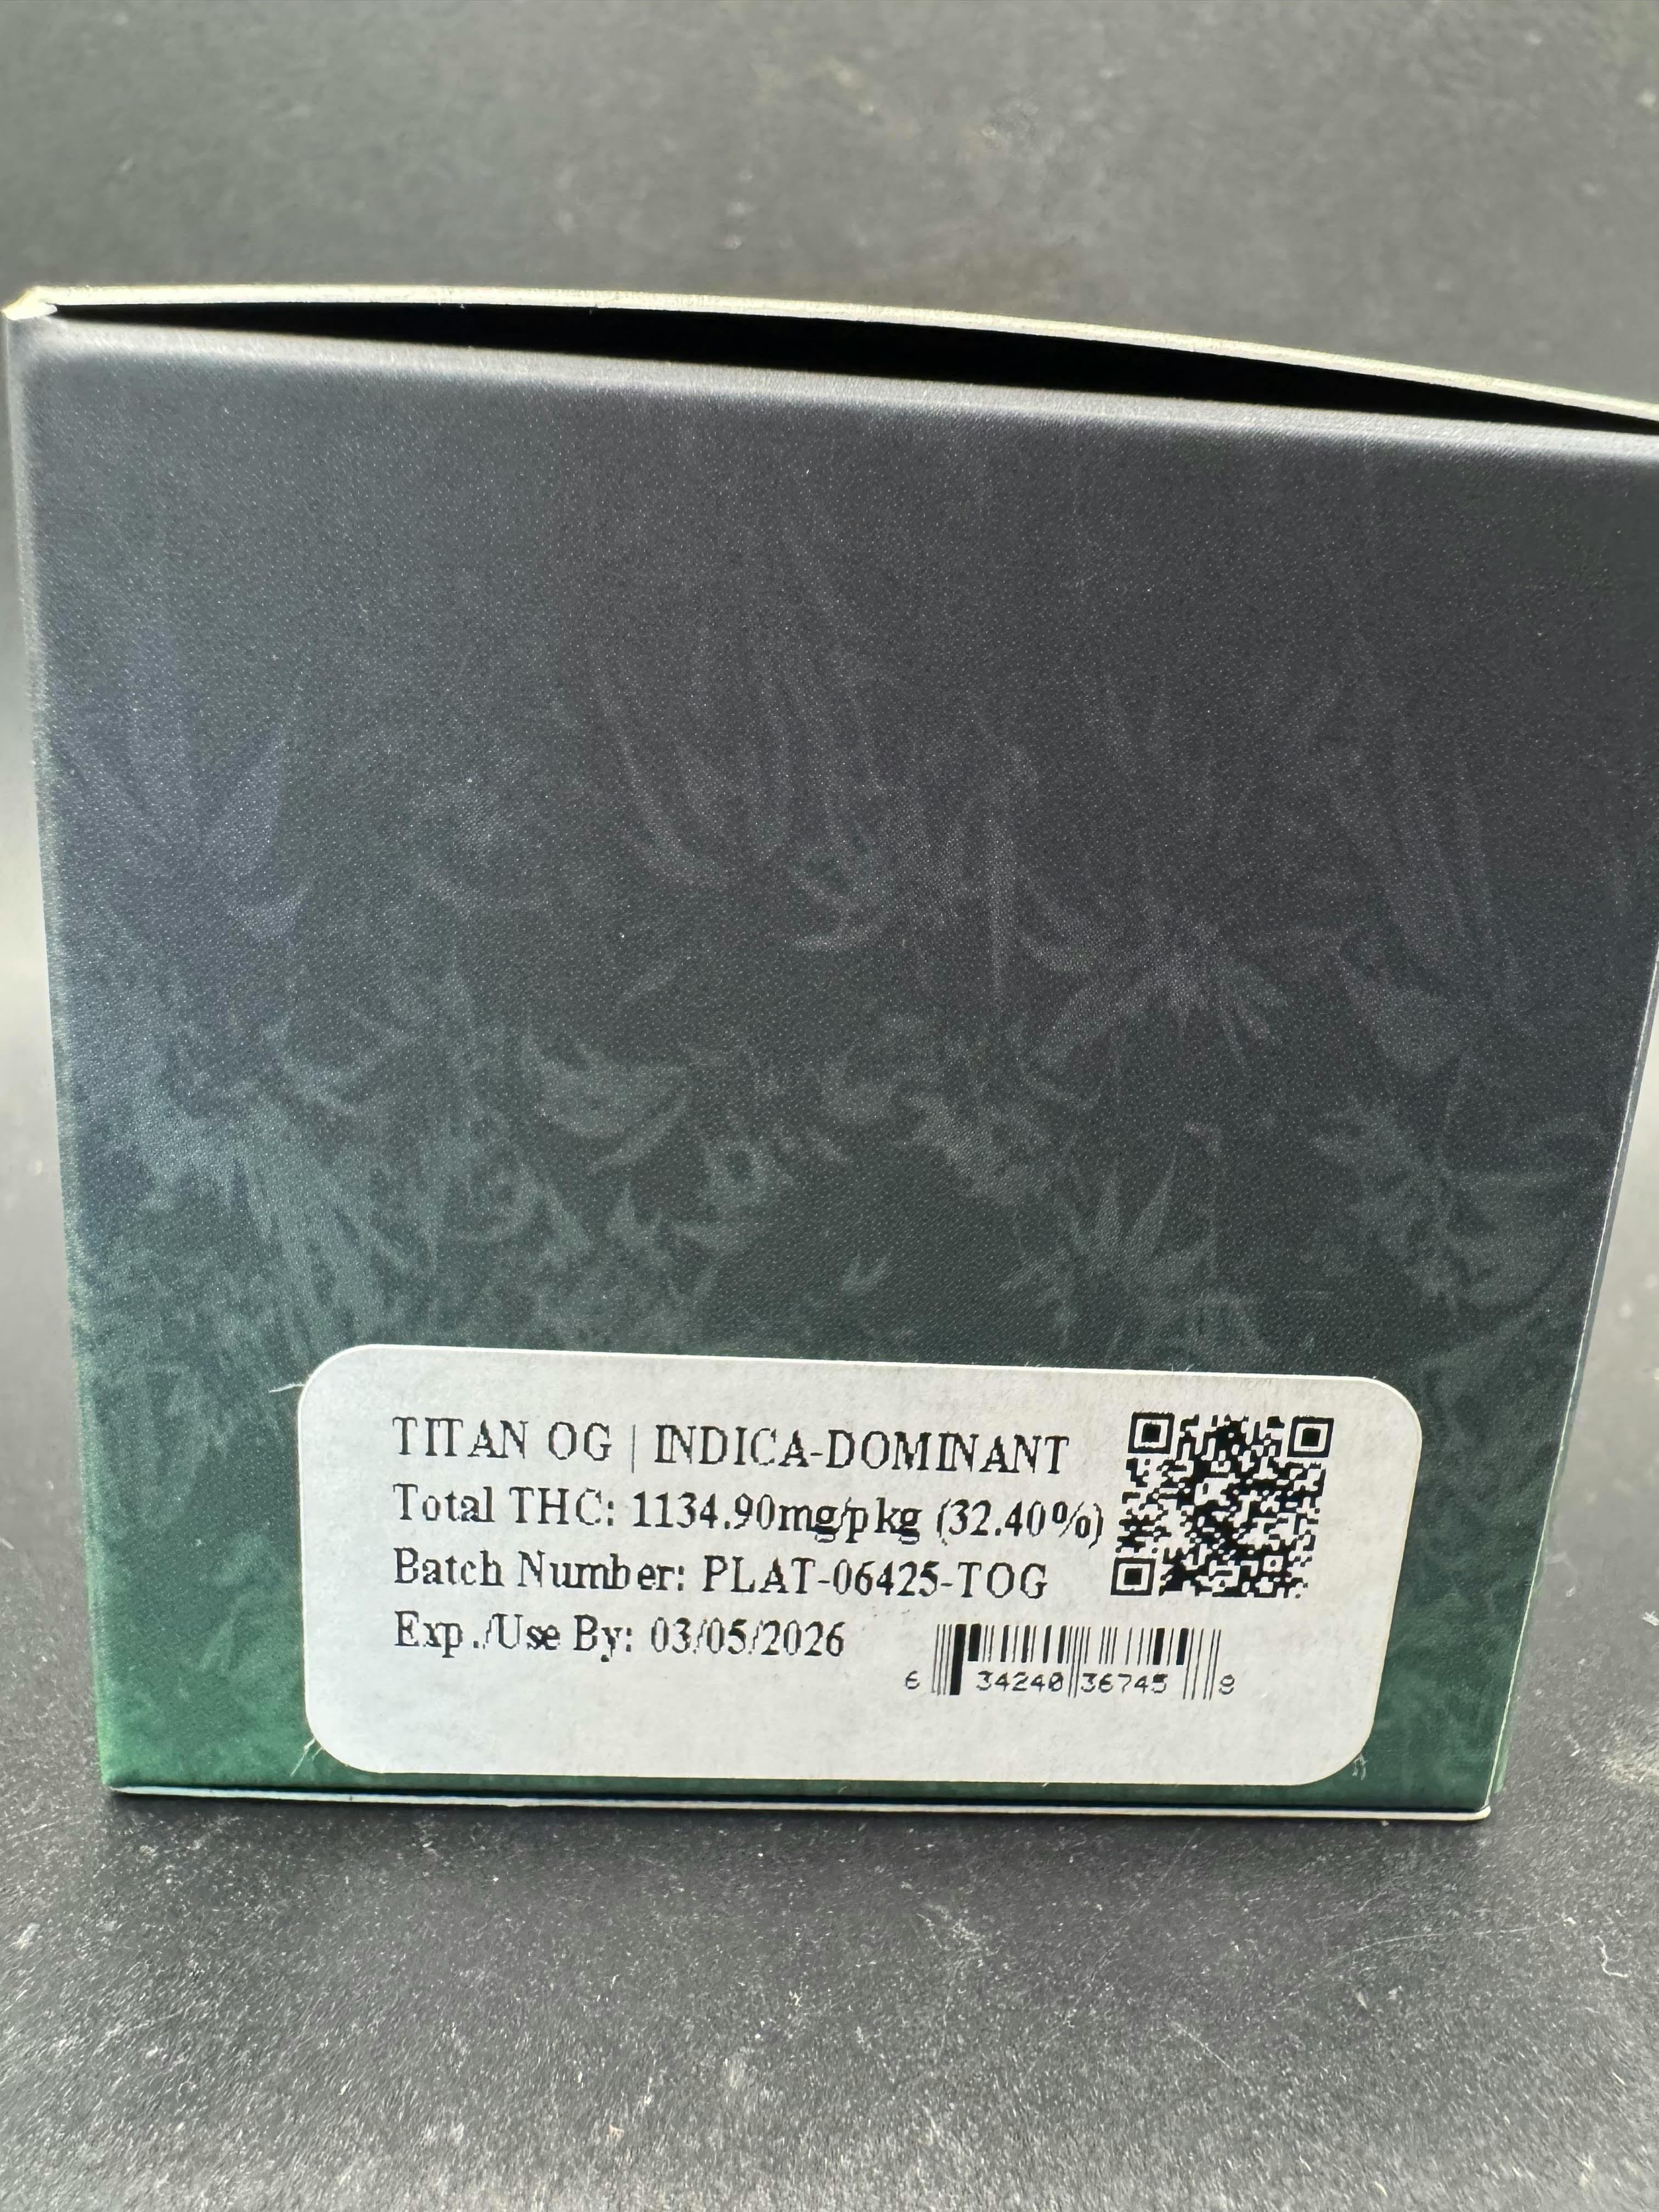 TITAN OG | INDICA-DOMINANT
Total THC: 1134.90mg/pkg (32.40%)
Batch Number: PLAT-06425-TOG
Exp./Use By: 03/05/2026
6 34240 36745 8